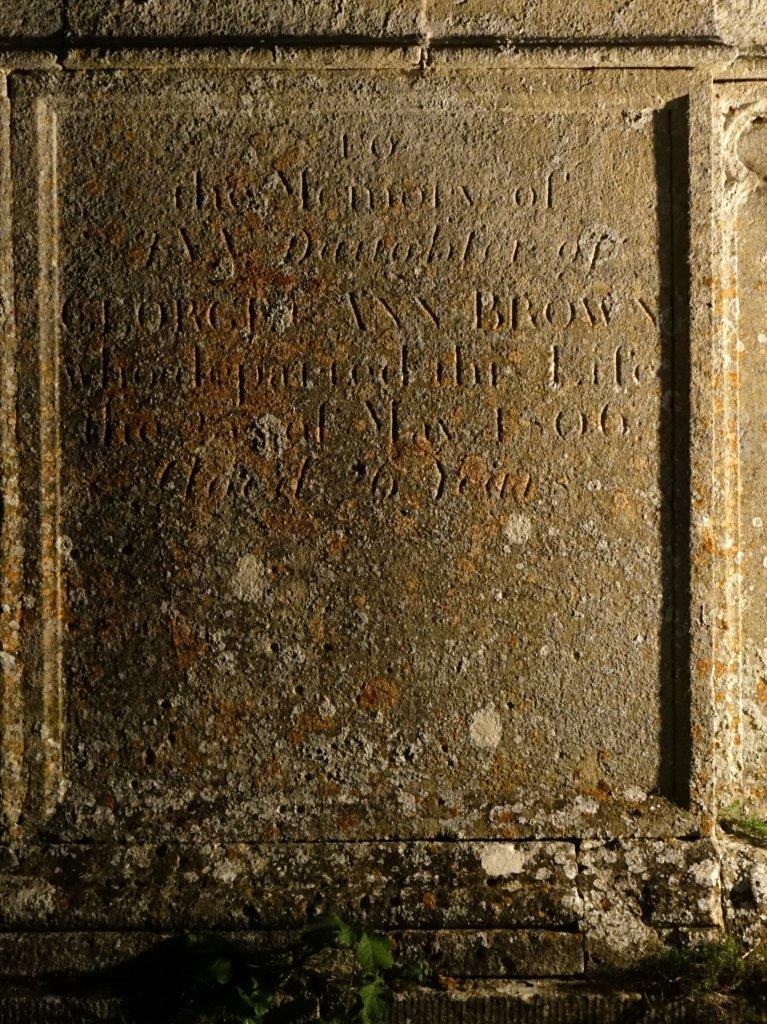 TO
the Memory of
Daughter of
GEORGE & ANN BROWN
who departed this Life
the of May 1806
Aged 26 Years